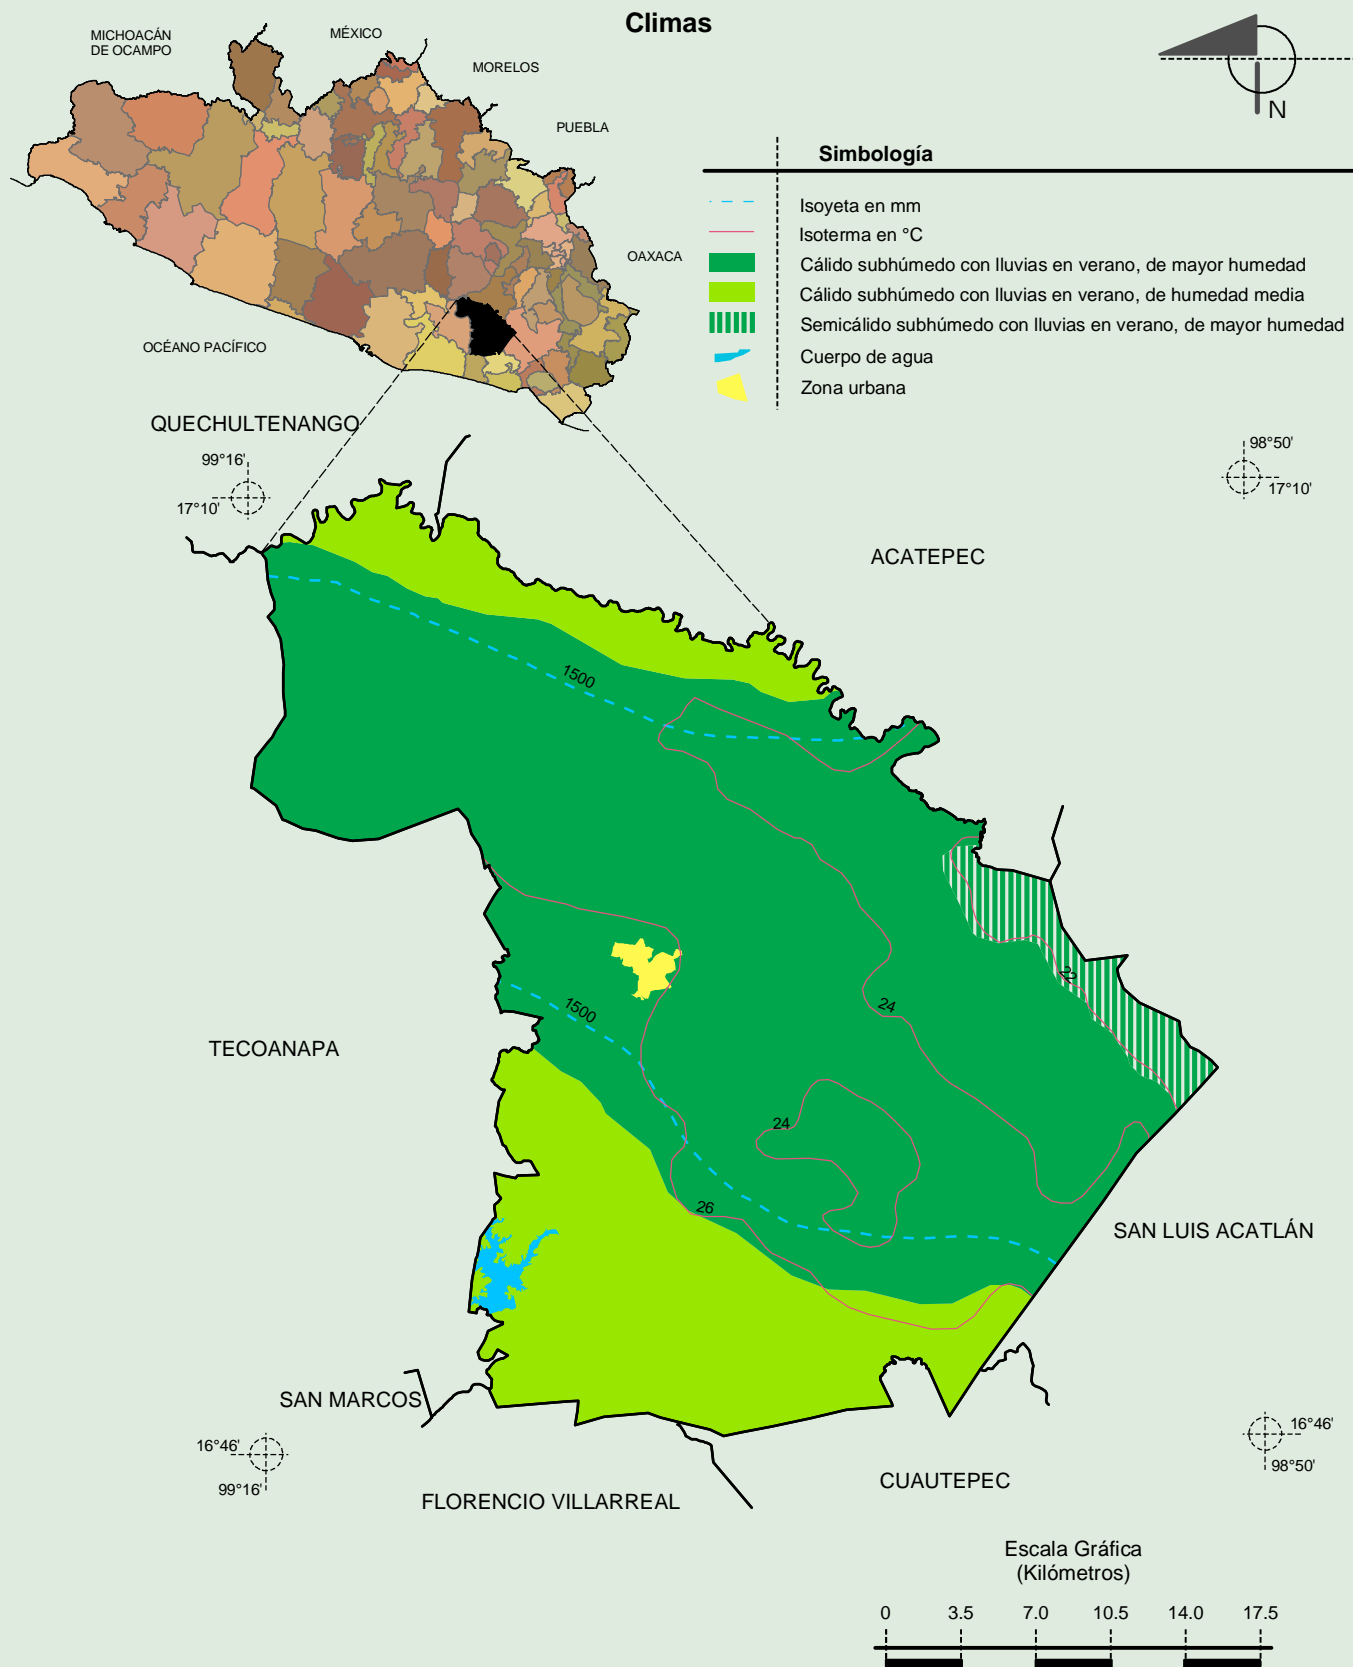 Climas
MICHOACÁN
DE OCAMPO
MÉXICO
MORELOS
PUEBLA
OAXACA
OCÉANO PACÍFICO
N
Simbología
Isoyeta en mm
Isoterma en °C
Cálido subhúmedo con lluvias en verano, de mayor humedad
Cálido subhúmedo con lluvias en verano, de humedad media
Semicálido subhúmedo con lluvias en verano, de mayor humedad
Cuerpo de agua
Zona urbana
QUECHULTENANGO
99°16'
17°10'
98°50'
17°10'
ACATEPEC
1500
22
24
1500
TECOANAPA
24
26
SAN LUIS ACATLÁN
SAN MARCOS
16°46'
99°16'
16°46'
98°50'
CUAUTEPEC
FLORENCIO VILLARREAL
Escala Gráfica
(Kilómetros)
0 3.5 7.0 10.5 14.0 17.5